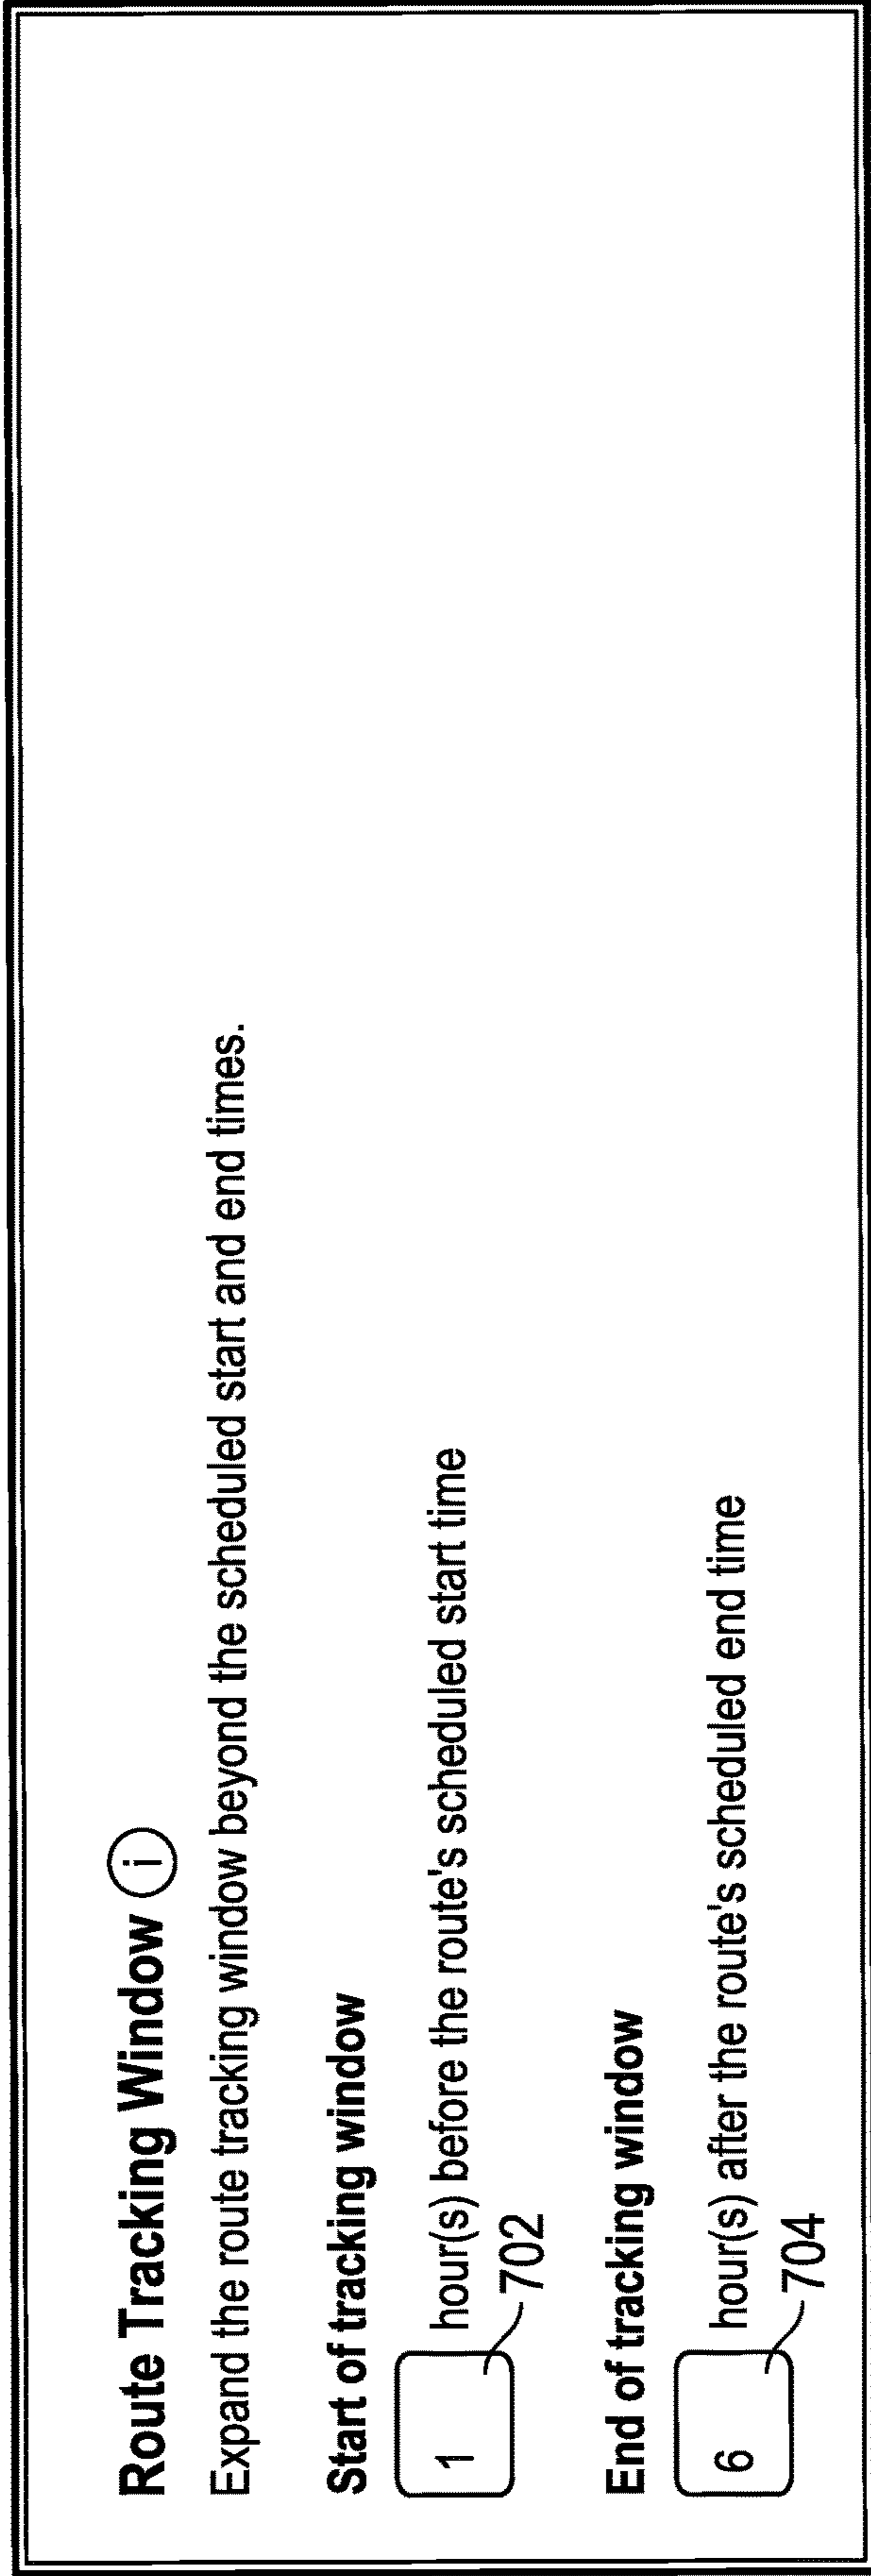 Route Tracking Window i
Expand the route tracking window beyond the scheduled start and end times.
Start of tracking window
1 hour(s) before the route's scheduled start time
702
End of tracking window
6 hour(s) after the route's scheduled end time
704